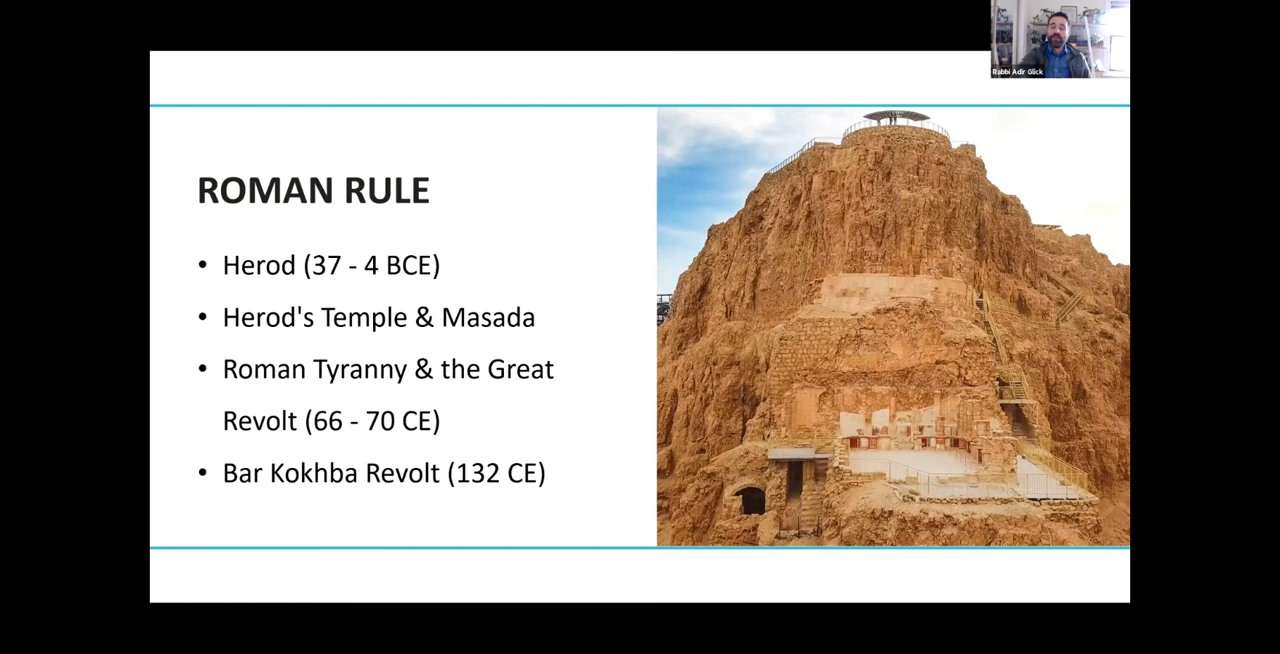 Rabbi Adir Glick
ROMAN RULE
• Herod (37 - 4 BCE)
• Herod's Temple & Masada
• Roman Tyranny & the Great
Revolt (66 - 70 CE)
• Bar Kokhba Revolt (132 CE)